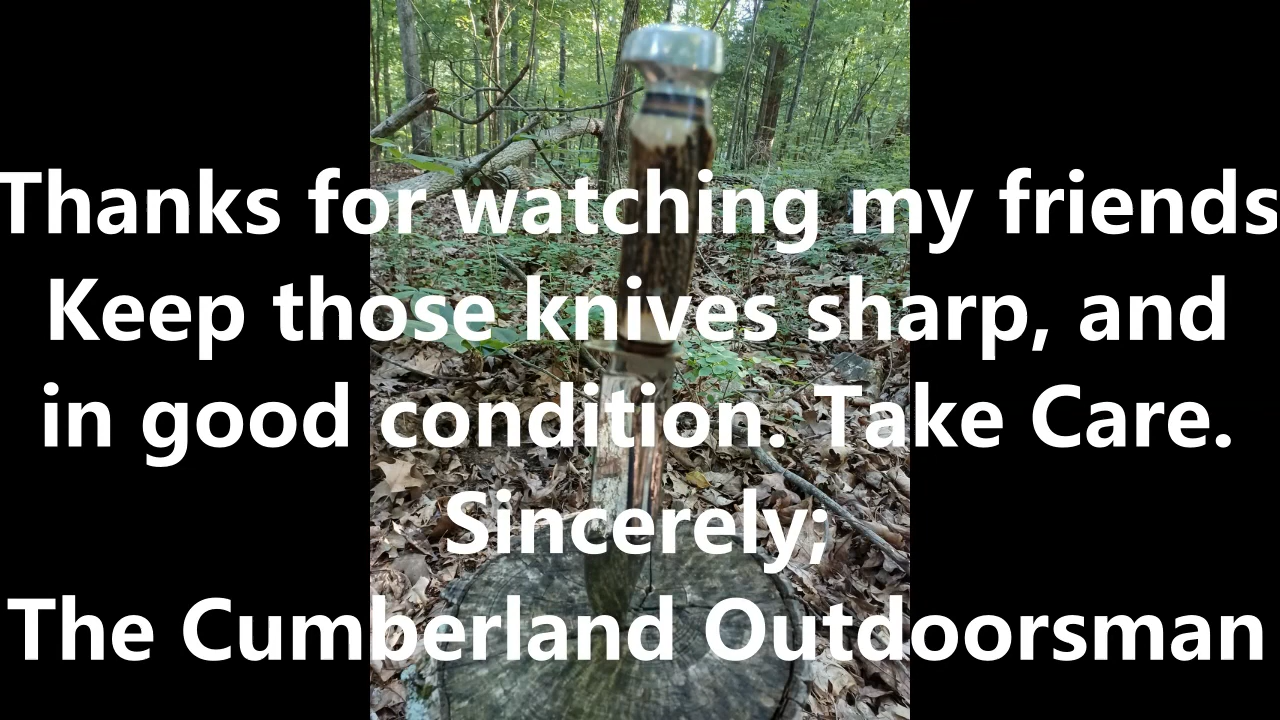 Thanks for watching my friends
Keep those knives sharp, and
in good condition. Take Care.
Sincerely;
The Cumberland Outdoorsman